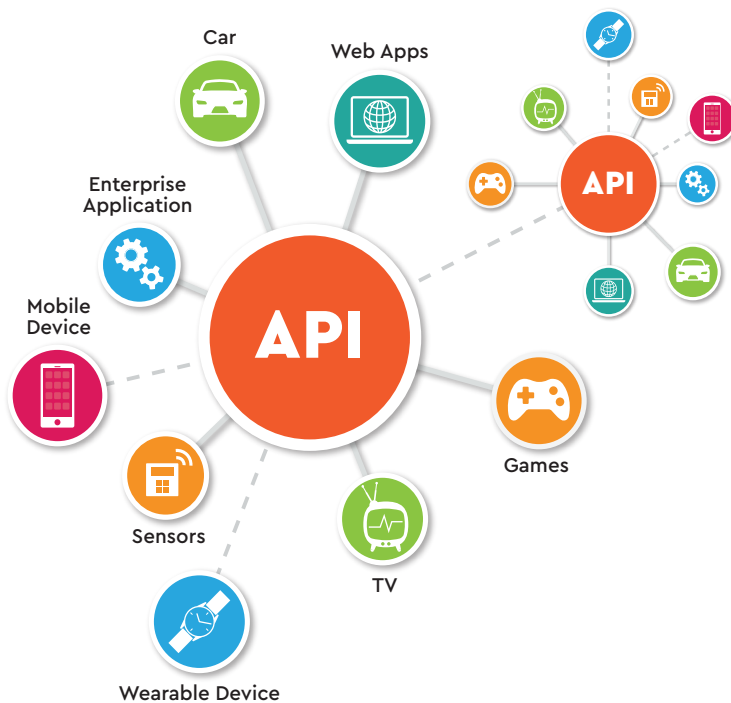 Car
Web Apps
Enterprise
Application
API
Mobile
Device
API
Games
Sensors
TV
Wearable Device